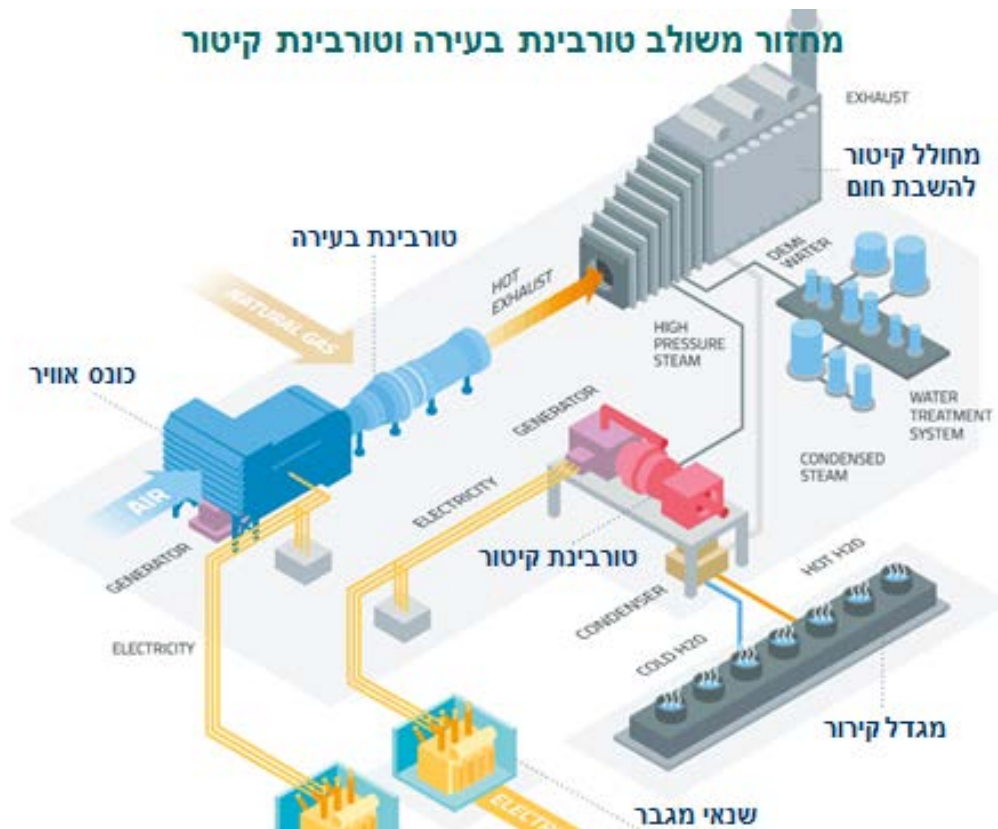 מחזור משולב טורבינת בעירה וטורבינת קיטור
EXHAUST
מחולל קיטור
להשבת חום
טורבינת בעירה
DEMI
WATER
HOT
EXHAUST
NATURAL GAS
HIGH
PRESSURE
STEAM
כונס אוויר
GENERATOR
WATER
TREATMENT
SYSTEM
CONDENSED
STEAM
AIR
ELECTRICITY
GENERATOR
טורבינת קיטור
HOT H2O
CONDENSER
ELECTRICITY
COLD H2O
מגדל קירור
שנאי מגבר